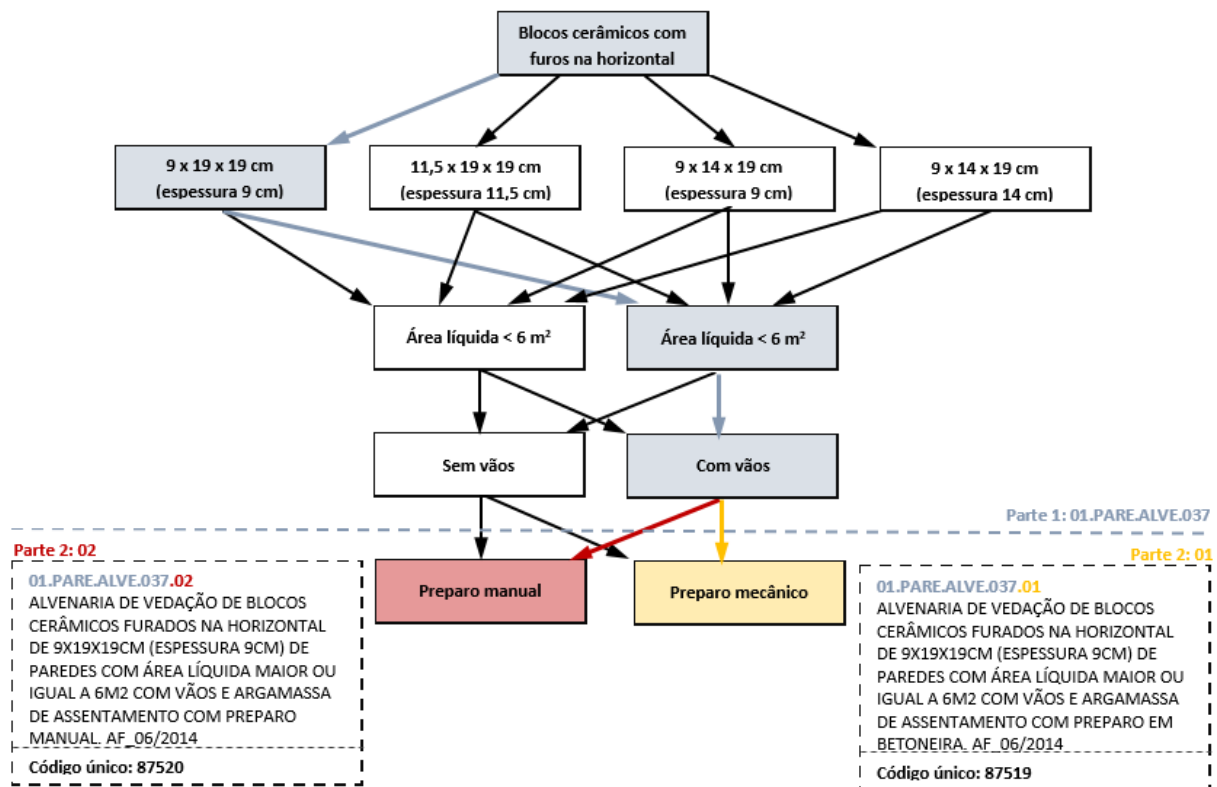 Blocos cerâmicos com
furos na horizontal
9 x 19 x 19 cm
(espessura 9 cm)
11,5 x 19 x 19 cm
(espessura 11,5 cm)
9 x 14 x 19 cm
(espessura 9 cm)
9 x 14 x 19 cm
(espessura 14 cm)
Área líquida < 6 m²
Área líquida < 6 m²
Sem vãos
Com vãos
Parte 1: 01.PARE.ALVE.037
Parte 2: 02
Parte 2: 01
Preparo manual
Preparo mecânico
01.PARE.ALVE.037.02
ALVENARIA DE VEDAÇÃO DE BLOCOS
CERÂMICOS FURADOS NA HORIZONTAL
DE 9X19X19CM (ESPESSURA 9CM) DE
PAREDES COM ÁREA LÍQUIDA MAIOR OU
IGUAL A 6M2 COM VÃOS E ARGAMASSA
DE ASSENTAMENTO COM PREPARO
MANUAL. AF_06/2014
Código único: 87520
01.PARE.ALVE.037.01
ALVENARIA DE VEDAÇÃO DE BLOCOS
CERÂMICOS FURADOS NA HORIZONTAL
DE 9X19X19CM (ESPESSURA 9CM) DE
PAREDES COM ÁREA LÍQUIDA MAIOR OU
IGUAL A 6M2 COM VÃOS E ARGAMASSA
DE ASSENTAMENTO COM PREPARO EM
BETONEIRA. AF_06/2014
Código único: 87519